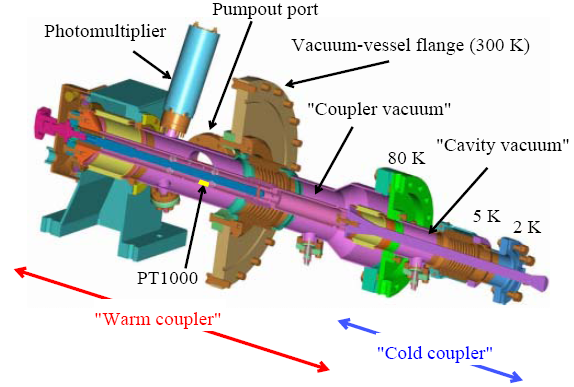 Pumpout port
Photomultiplier
Vacuum-vessel flange (300 K)
"Coupler vacuum"
"Cavity vacuum"
80 K
5 K
2 K
PT1000
"Warm coupler"
"Cold coupler"